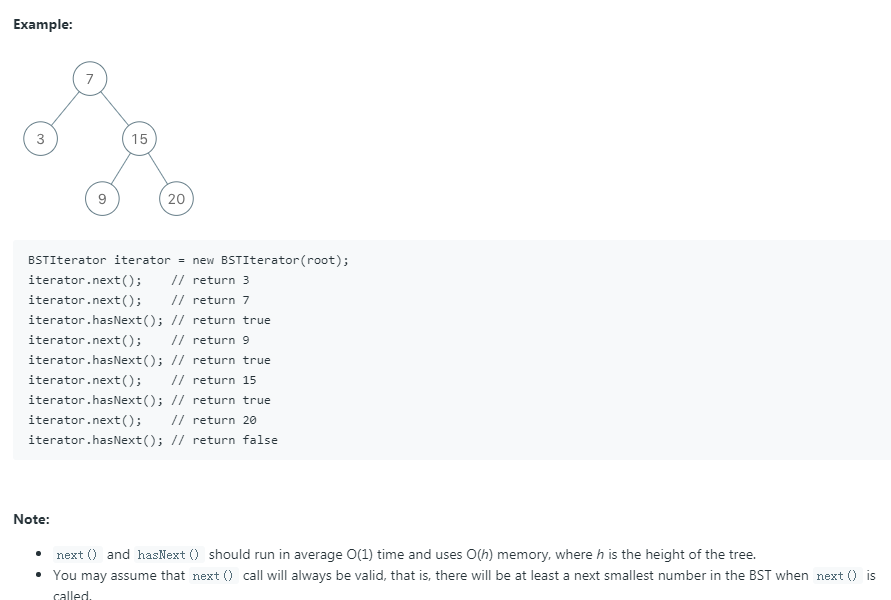 Example:
7
3
15
9
20
BSTIterator iterator = new BSTIterator(root);
iterator.next();    // return 3
iterator.next();    // return 7
iterator.hasNext(); // return true
iterator.next();    // return 9
iterator.hasNext(); // return true
iterator.next();    // return 15
iterator.hasNext(); // return true
iterator.next();    // return 20
iterator.hasNext(); // return false
Note:
• next() and hasNext() should run in average O(1) time and uses O(h) memory, where h is the height of the tree.
• You may assume that next() call will always be valid, that is, there will be at least a next smallest number in the BST when next() is
called.